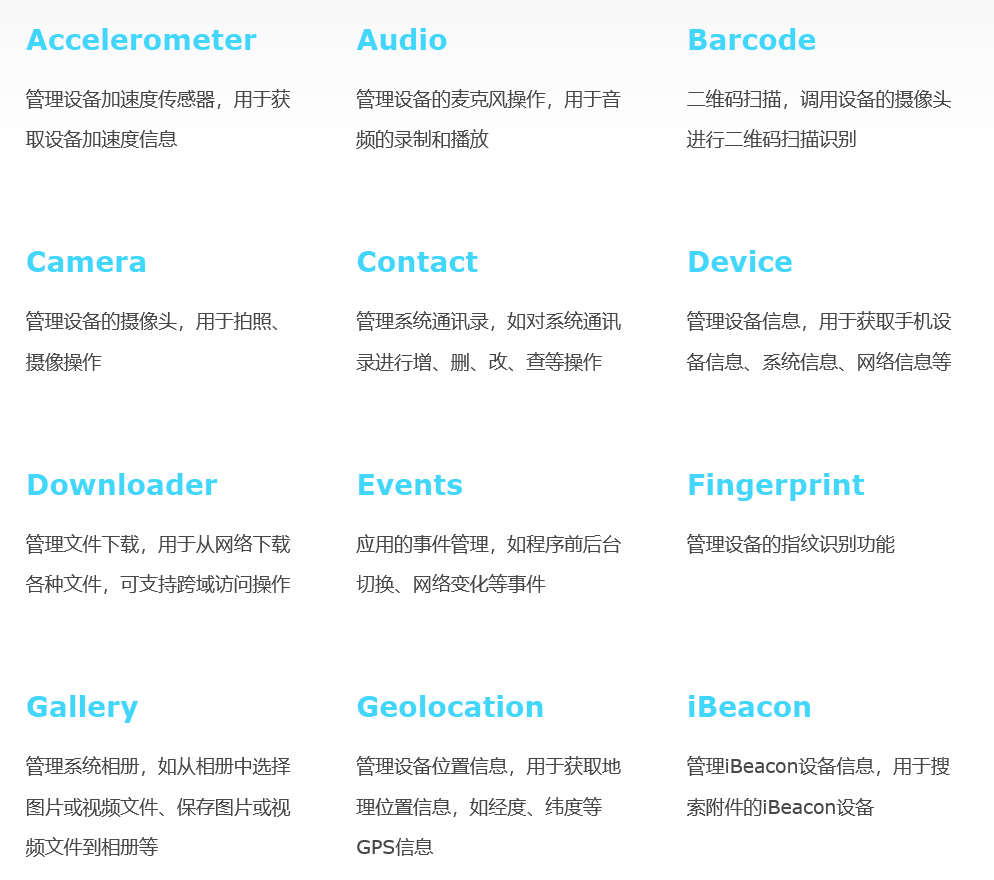 Accelerometer
管理设备加速度传感器，用于获
取设备加速度信息
Audio
管理设备的麦克风操作，用于音
频的录制和播放
Barcode
二维码扫描，调用设备的摄像头
进行二维码扫描识别
Camera
管理设备的摄像头，用于拍照、
摄像操作
Contact
管理系统通讯录，如对系统通讯
录进行增、删、改、查等操作
Device
管理设备信息，用于获取手机设
备信息、系统信息、网络信息等
Downloader
管理文件下载，用于从网络下载
各种文件，可支持跨域访问操作
Events
应用的事件管理，如程序前后台
切换、网络变化等事件
Fingerprint
管理设备的指纹识别功能
Gallery
管理系统相册，如从相册中选择
图片或视频文件、保存图片或视
频文件到相册等
Geolocation
管理设备位置信息，用于获取地
理位置信息，如经度、纬度等
GPS信息
iBeacon
管理iBeacon设备信息，用于搜
索附件的iBeacon设备